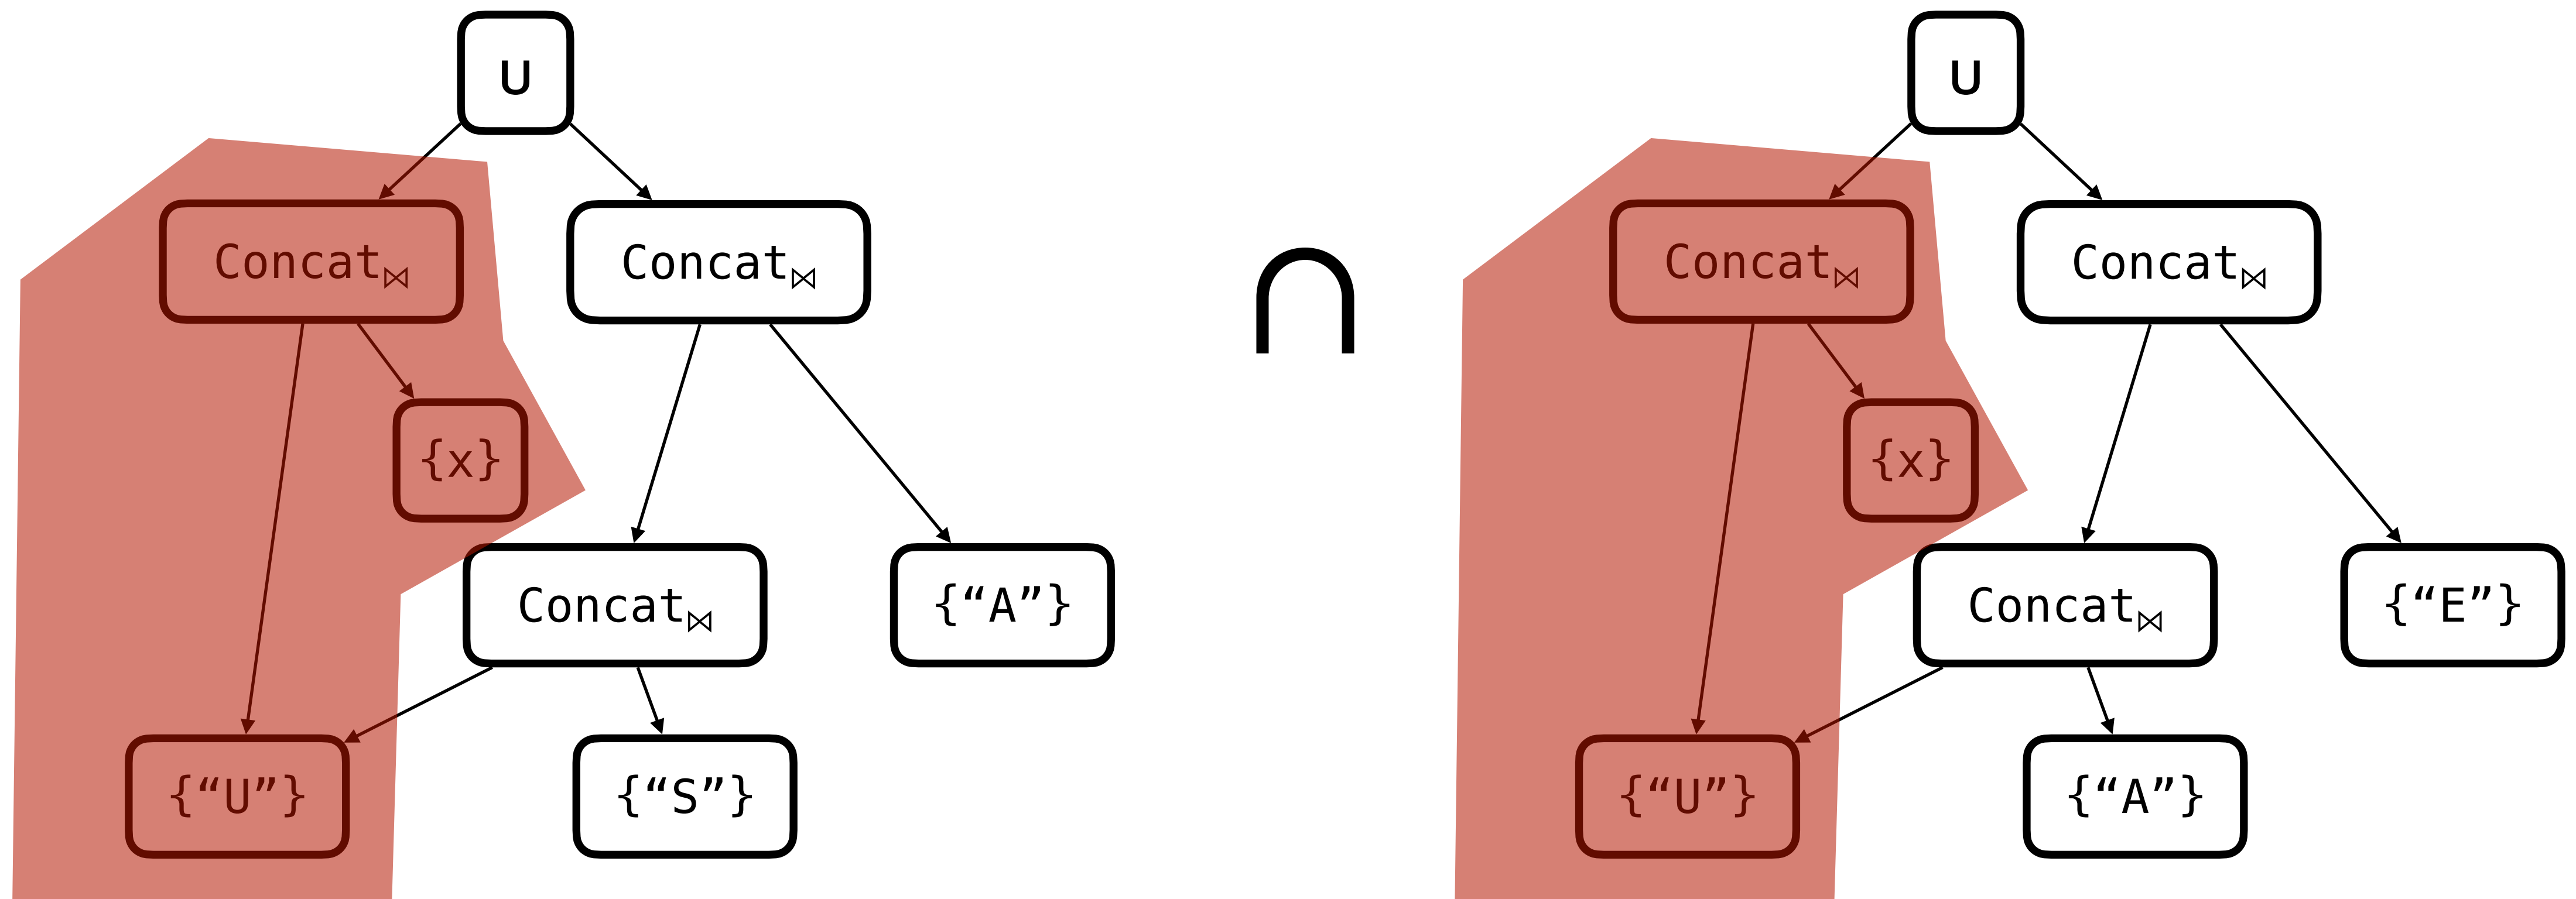 ∪ ∪
Concat⋈ Concat⋈ ∩ Concat⋈ Concat⋈
{x} {x}
Concat⋈ {“A”} Concat⋈ {“E”}
{“U”} {“S”} {“U”} {“A”}